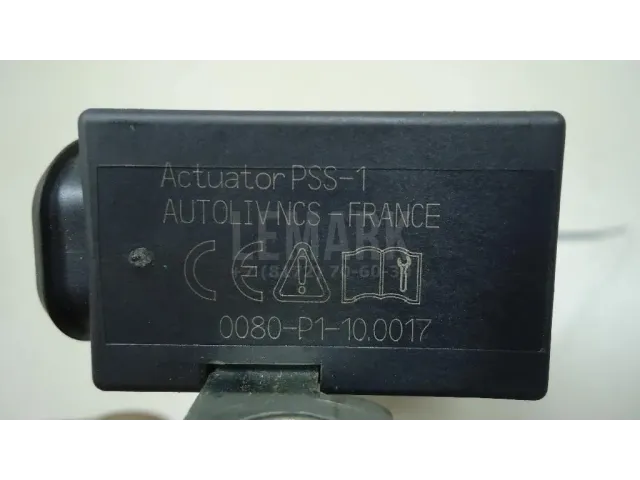 Actuator PSS-1
AUTOLIV NCS - FRANCE
LEMARK
CE
0080-P1-10.0017